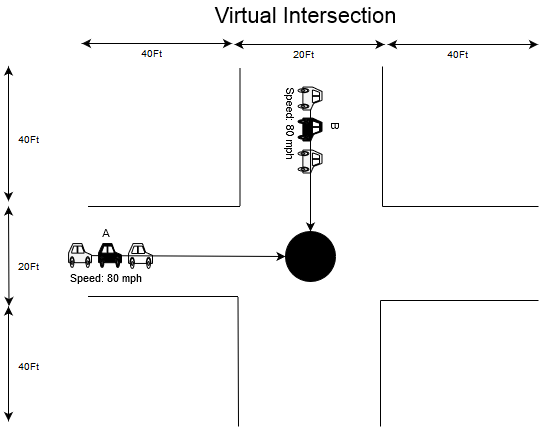 Virtual Intersection
40Ft
20Ft
40Ft
40Ft
B
Speed: 80 mph
A
20Ft
Speed: 80 mph
40Ft